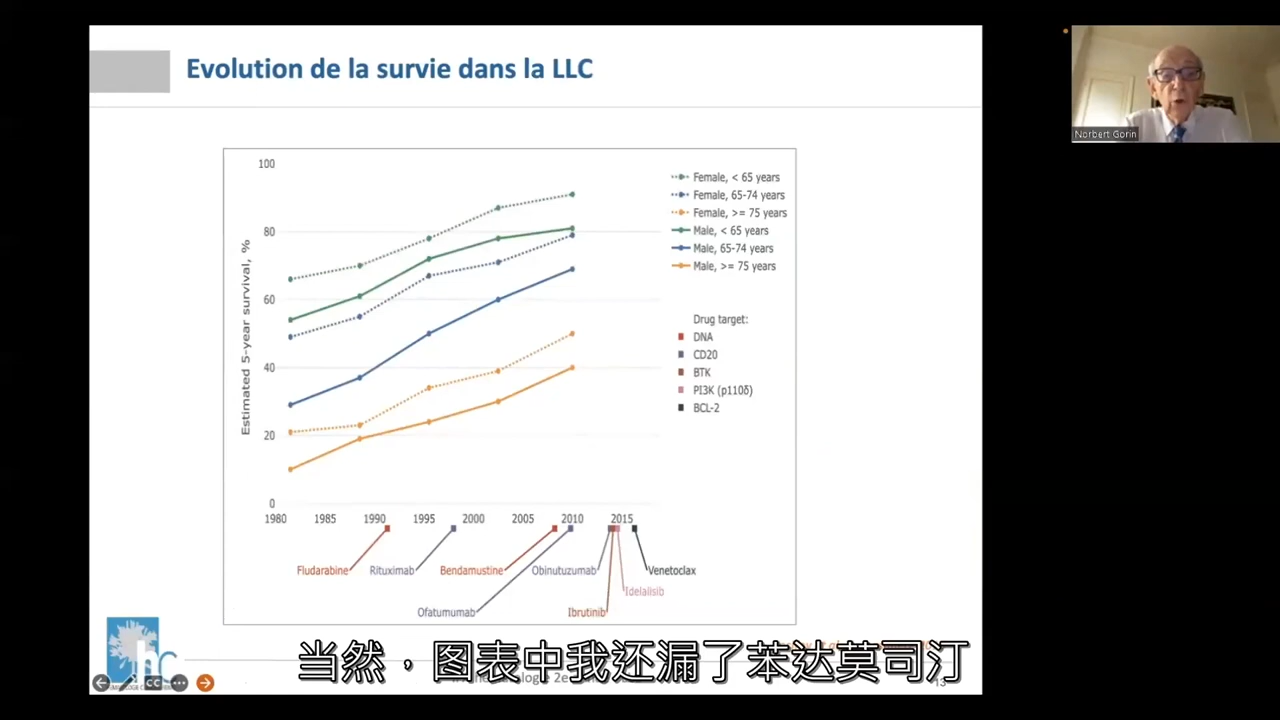 Evolution de la survie dans la LLC
Norbert Gorin
100
80
60
40
20
0
Estimated 5-year survival, %
Female, < 65 years
Female, 65-74 years
Female, >= 75 years
Male, < 65 years
Male, 65-74 years
Male, >= 75 years
Drug target:
DNA
CD20
BTK
PI3K (p110δ)
BCL-2
1980 1985 1990 1995 2000 2005 2010 2015
Fludarabine Rituximab Bendamustine Obinutuzumab Venetoclax
Idelalisib
Ofatumumab Ibrutinib
hc
当然，图表中我还漏了苯达莫司汀
CC
13